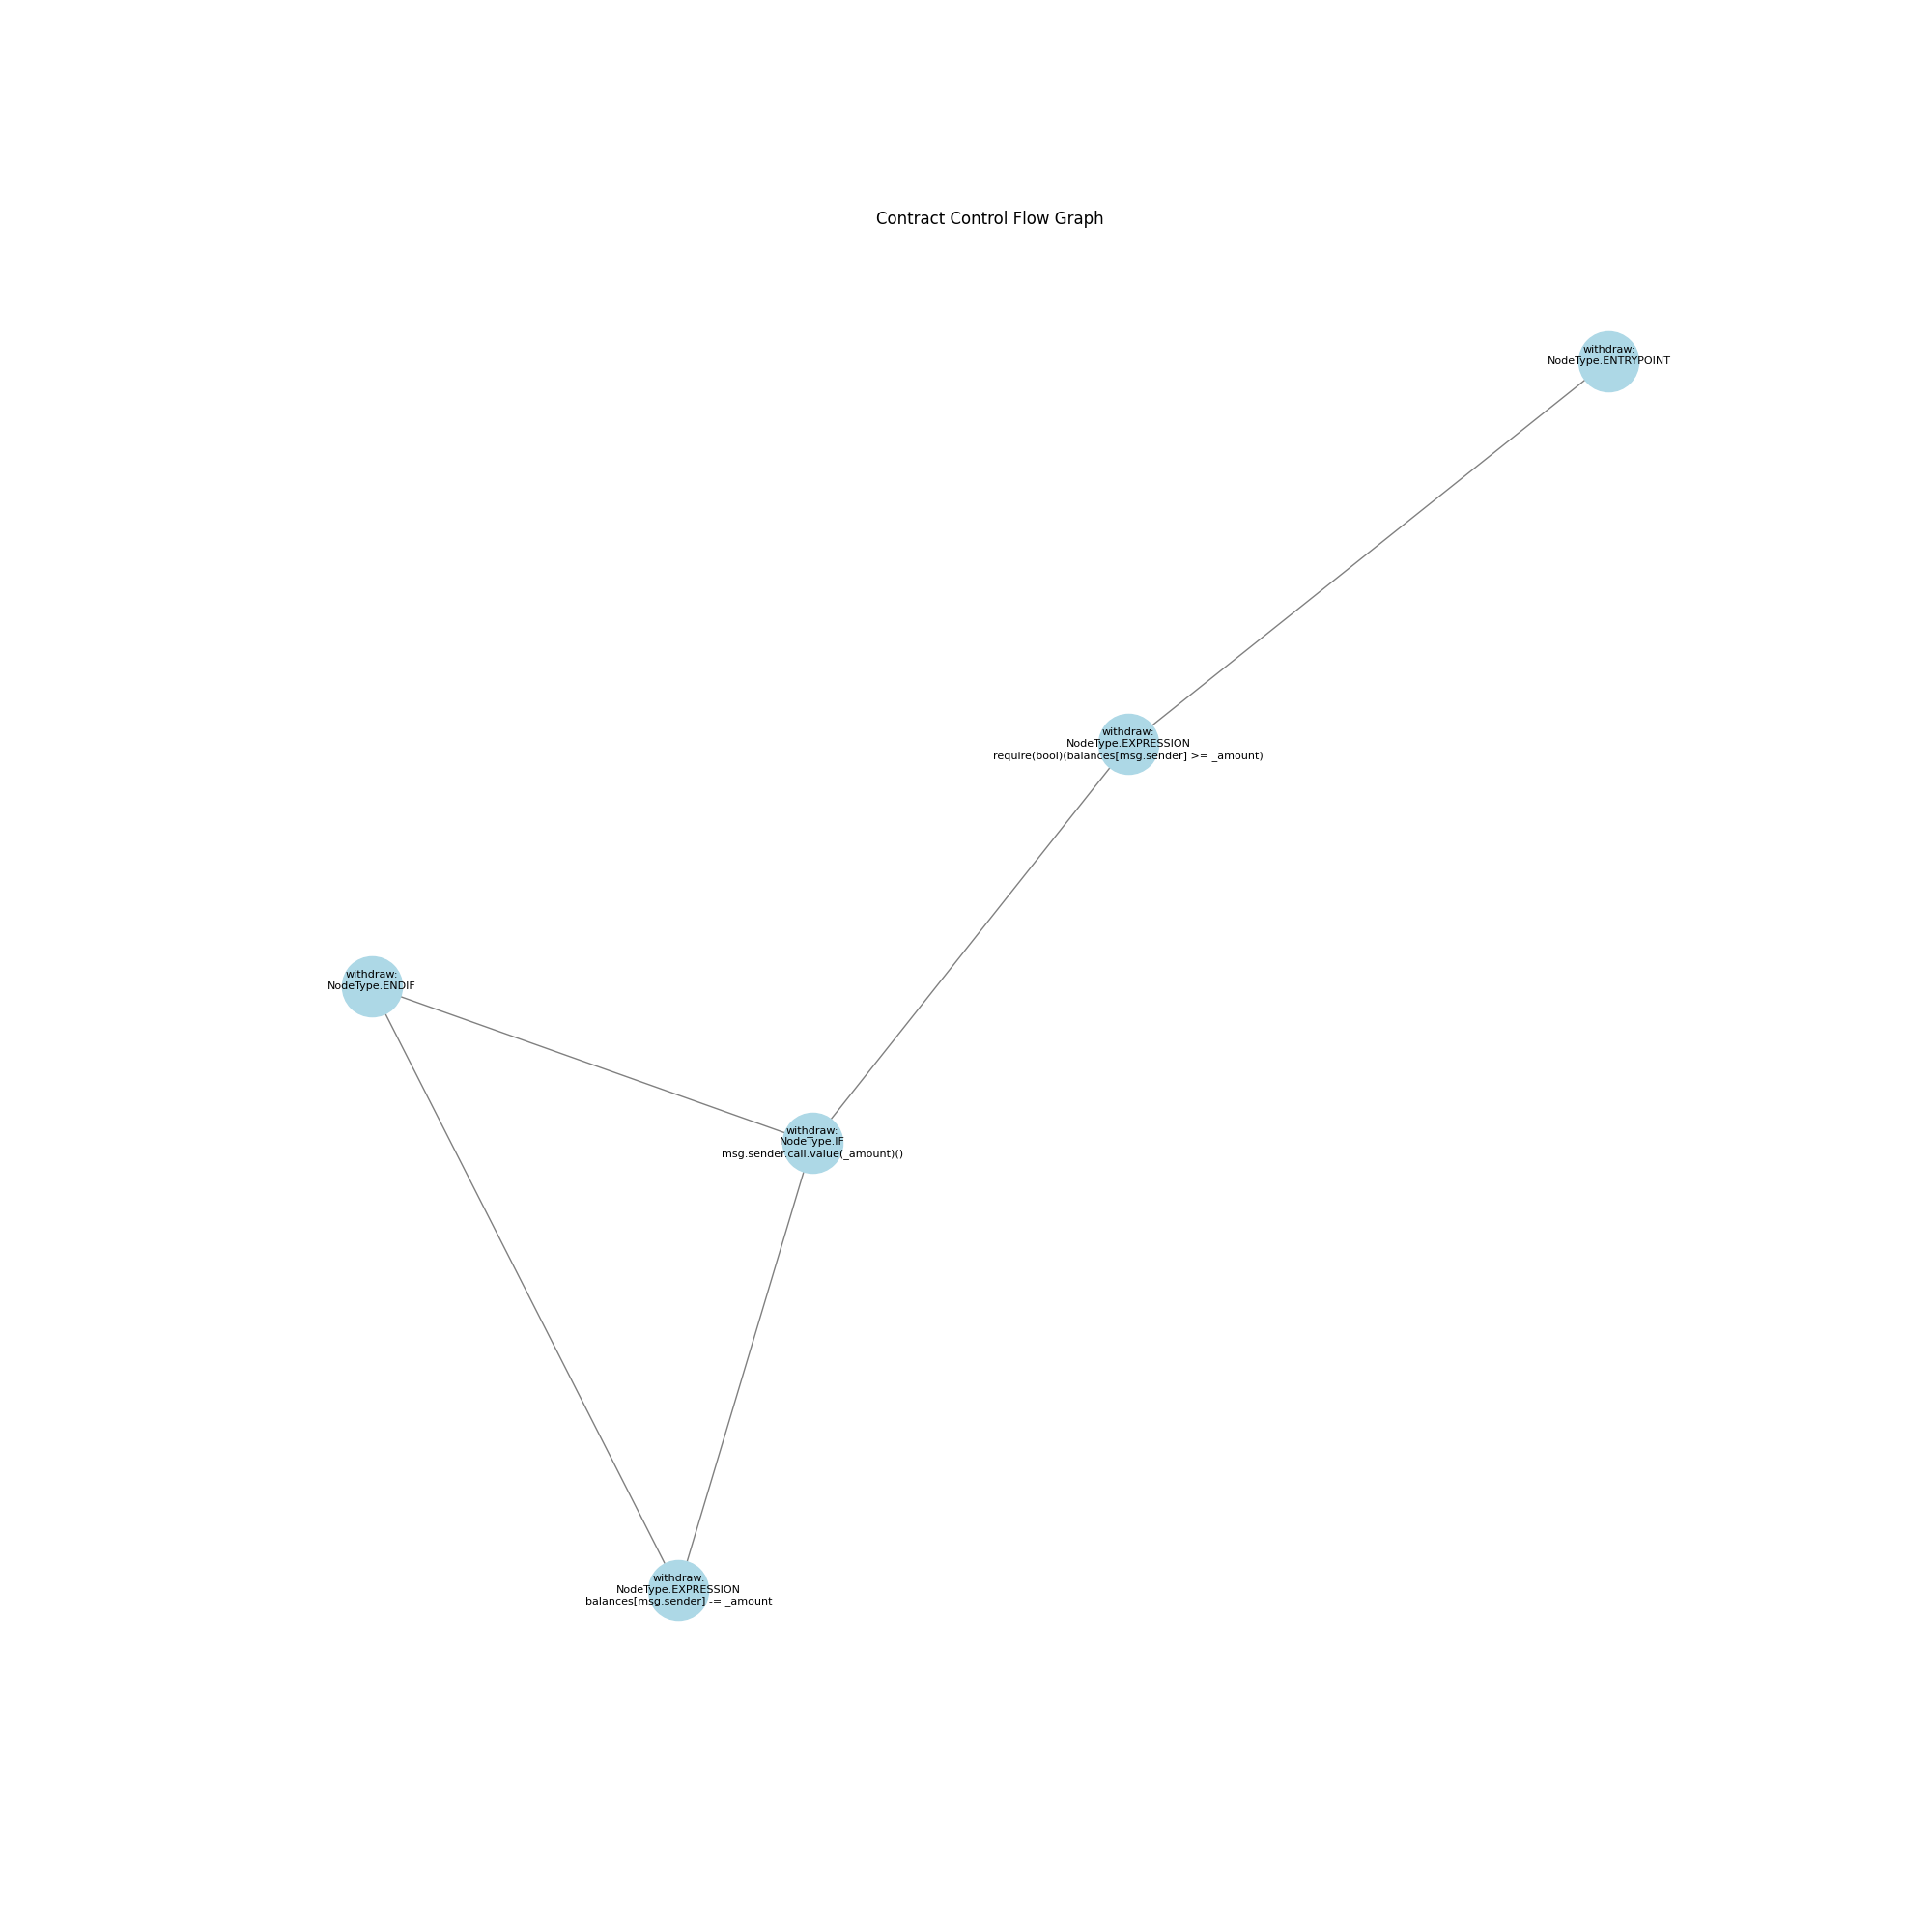 Contract Control Flow Graph
withdraw:
NodeType.ENTRYPOINT
withdraw:
NodeType.EXPRESSION
require(bool)(balances[msg.sender] >= _amount)
withdraw:
NodeType.ENDIF
withdraw:
NodeType.IF
msg.sender.call.value(_amount)()
withdraw:
NodeType.EXPRESSION
balances[msg.sender] -= _amount